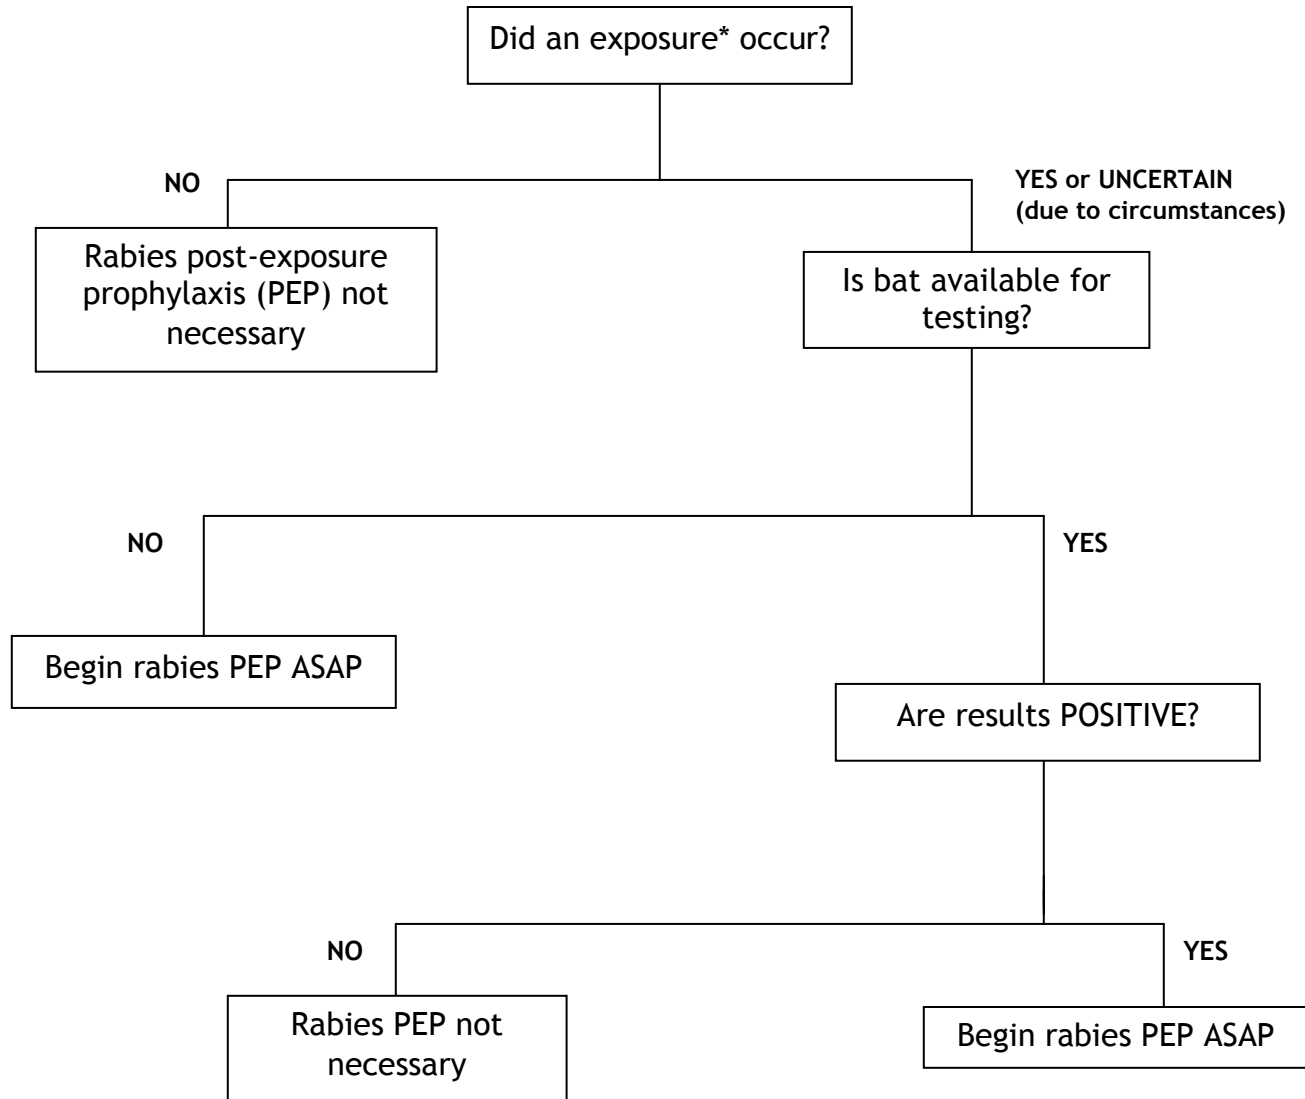 Did an exposure* occur?
NO
YES or UNCERTAIN
(due to circumstances)
Rabies post-exposure
prophylaxis (PEP) not
necessary
Is bat available for
testing?
NO
YES
Begin rabies PEP ASAP
Are results POSITIVE?
NO
YES
Rabies PEP not
necessary
Begin rabies PEP ASAP